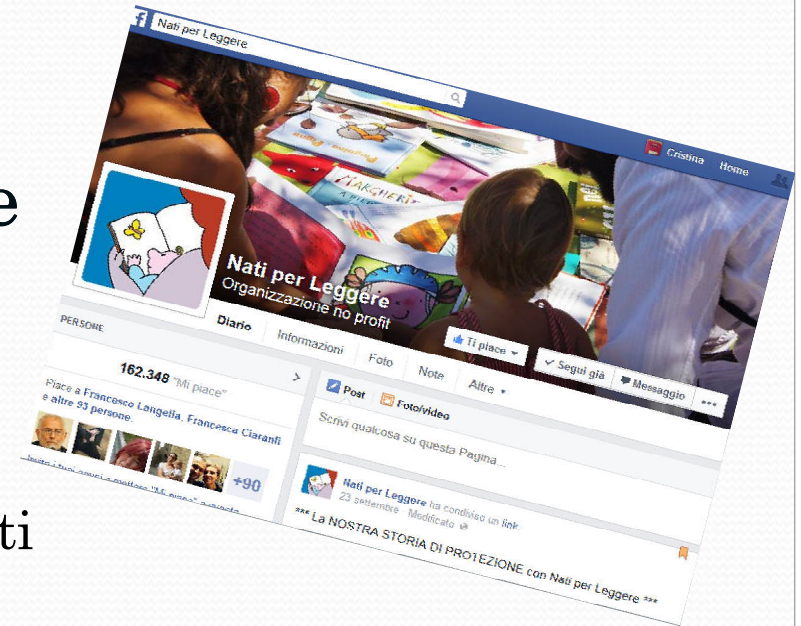 Nati per Leggere
Cristina Home
MARGHERIT
Nati per Leggere
Organizzazione no profit
Ti piace
Segui già
Messaggio
Diario Informazioni Foto Note Altre
PERSONE
162.348 "Mi piace"
Piace a Francesco Langella, Francesca Ciaranfi
e altre 93 persone.
+90
Post Foto/video
Scrivi qualcosa su questa Pagina...
Nati per Leggere ha condiviso un link.
23 settembre · Modificato
*** La NOSTRA STORIA DI PROTEZIONE con Nati per Leggere ***
e
ti